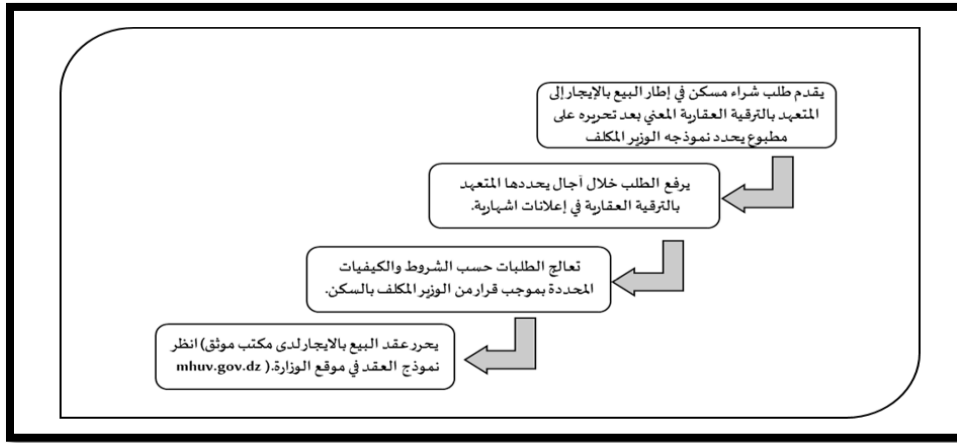 يقدم طلب شراء مسكن في إطار البيع بالإيجار إلى
المتعهد بالترقية العقارية المعني بعد تحريره على
مطبوع يحدد نموذجه الوزير المكلف
يرفع الطلب خلال آجال يحددها المتعهد
بالترقية العقارية في إعلانات اشهارية.
تعالج الطلبات حسب الشروط والكيفيات
المحددة بموجب قرار من الوزير المكلف بالسكن.
يحرر عقد البيع بالايجار لدى مكتب موثق) انظر
نموذج العقد في موقع الوزارة.( mhuv.gov.dz